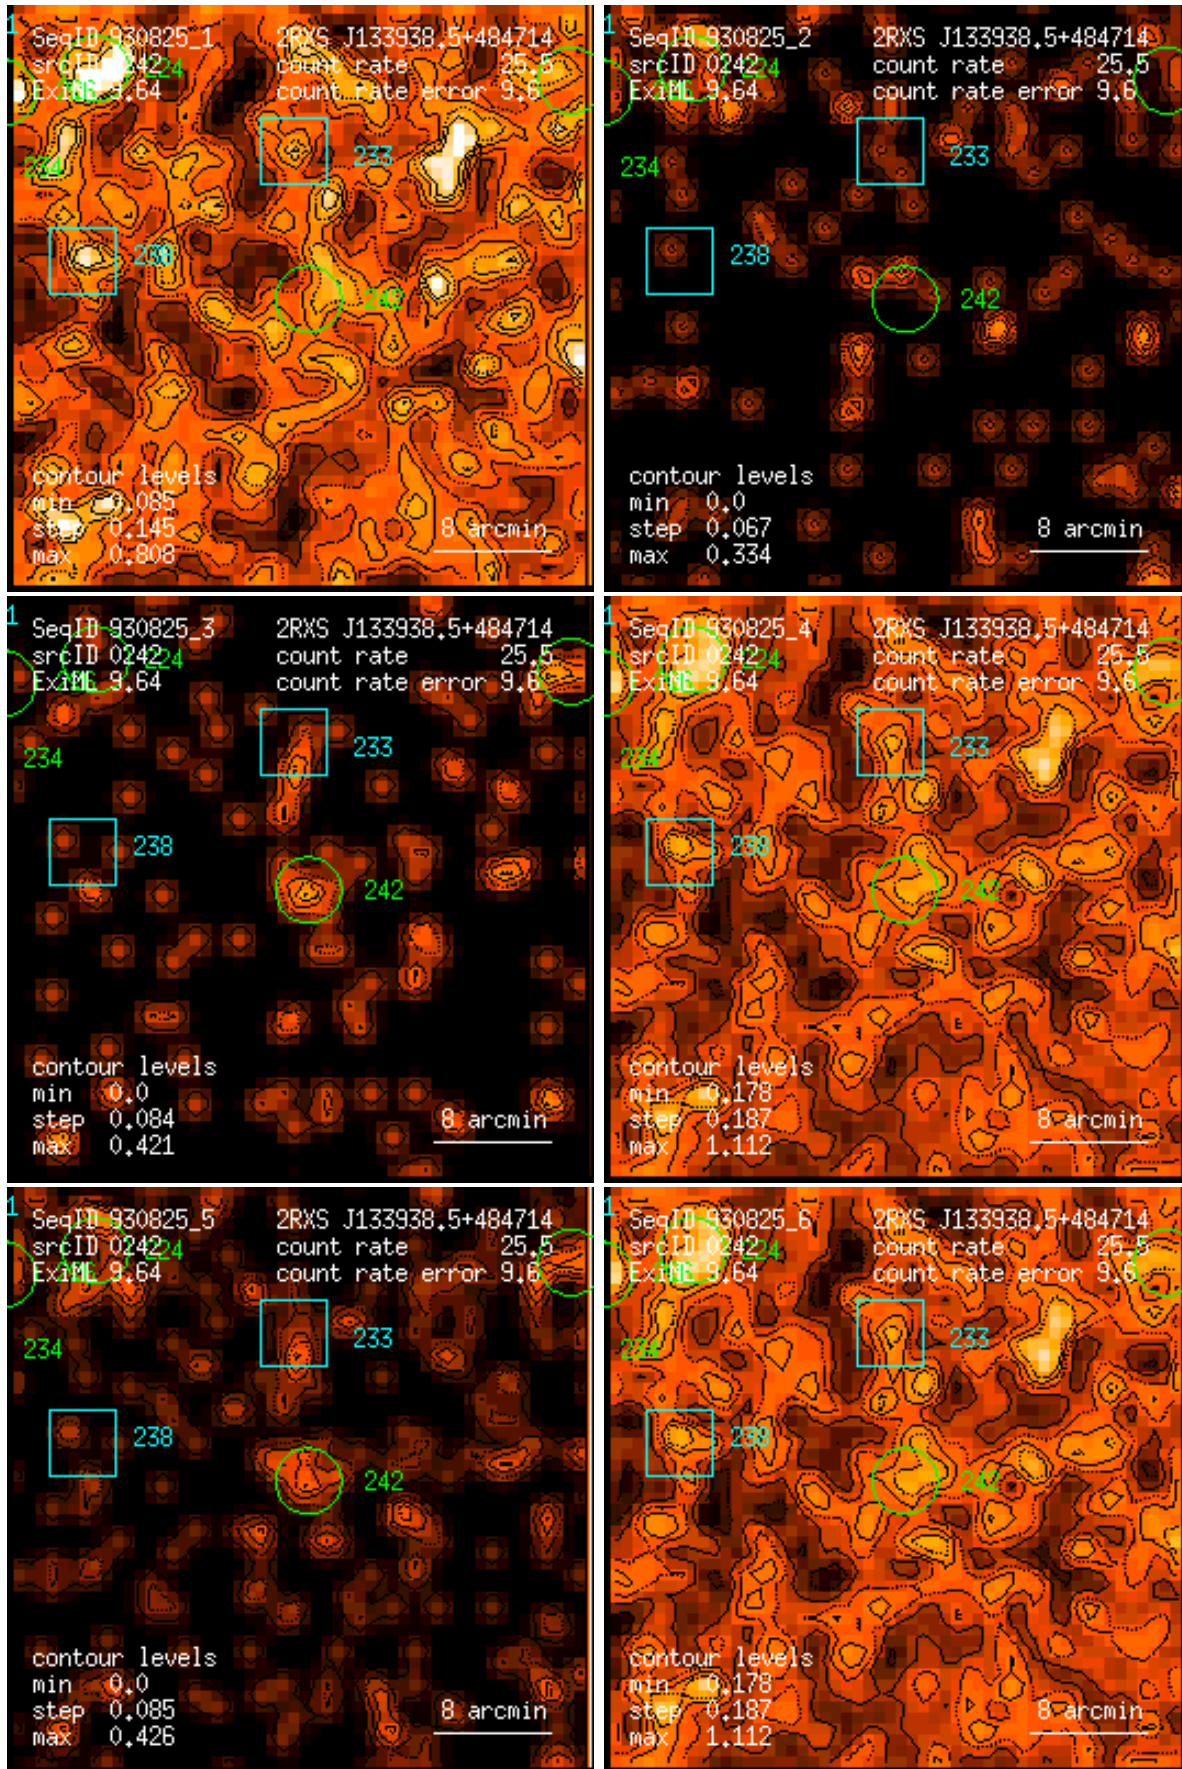 1
SeqID 930825_1 2RXS J133938.5+484714
srcID 0242 224 count rate 25.5
ExiML 9.64 count rate error 9.6
233
234
238
242
contour levels
min 0.085
step 0.145
max 0.808
8 arcmin
1
SeqID 930825_2 2RXS J133938.5+484714
srcID 0242 224 count rate 25.5
ExiML 9.64 count rate error 9.6
233
234
238
242
contour levels
min 0.0
step 0.067
max 0.334
8 arcmin
1
SeqID 930825_3 2RXS J133938.5+484714
srcID 0242 224 count rate 25.5
ExiML 9.64 count rate error 9.6
233
234
238
242
contour levels
min 0.0
step 0.084
max 0.421
8 arcmin
1
SeqID 930825_4 2RXS J133938.5+484714
srcID 0242 224 count rate 25.5
ExiML 9.64 count rate error 9.6
233
234
238
242
contour levels
min 0.178
step 0.187
max 1.112
8 arcmin
1
SeqID 930825_5 2RXS J133938.5+484714
srcID 0242 224 count rate 25.5
ExiML 9.64 count rate error 9.6
233
234
238
242
contour levels
min 0.0
step 0.085
max 0.426
8 arcmin
1
SeqID 930825_6 2RXS J133938.5+484714
srcID 0242 224 count rate 25.5
ExiML 9.64 count rate error 9.6
233
234
238
242
contour levels
min 0.178
step 0.187
max 1.112
8 arcmin